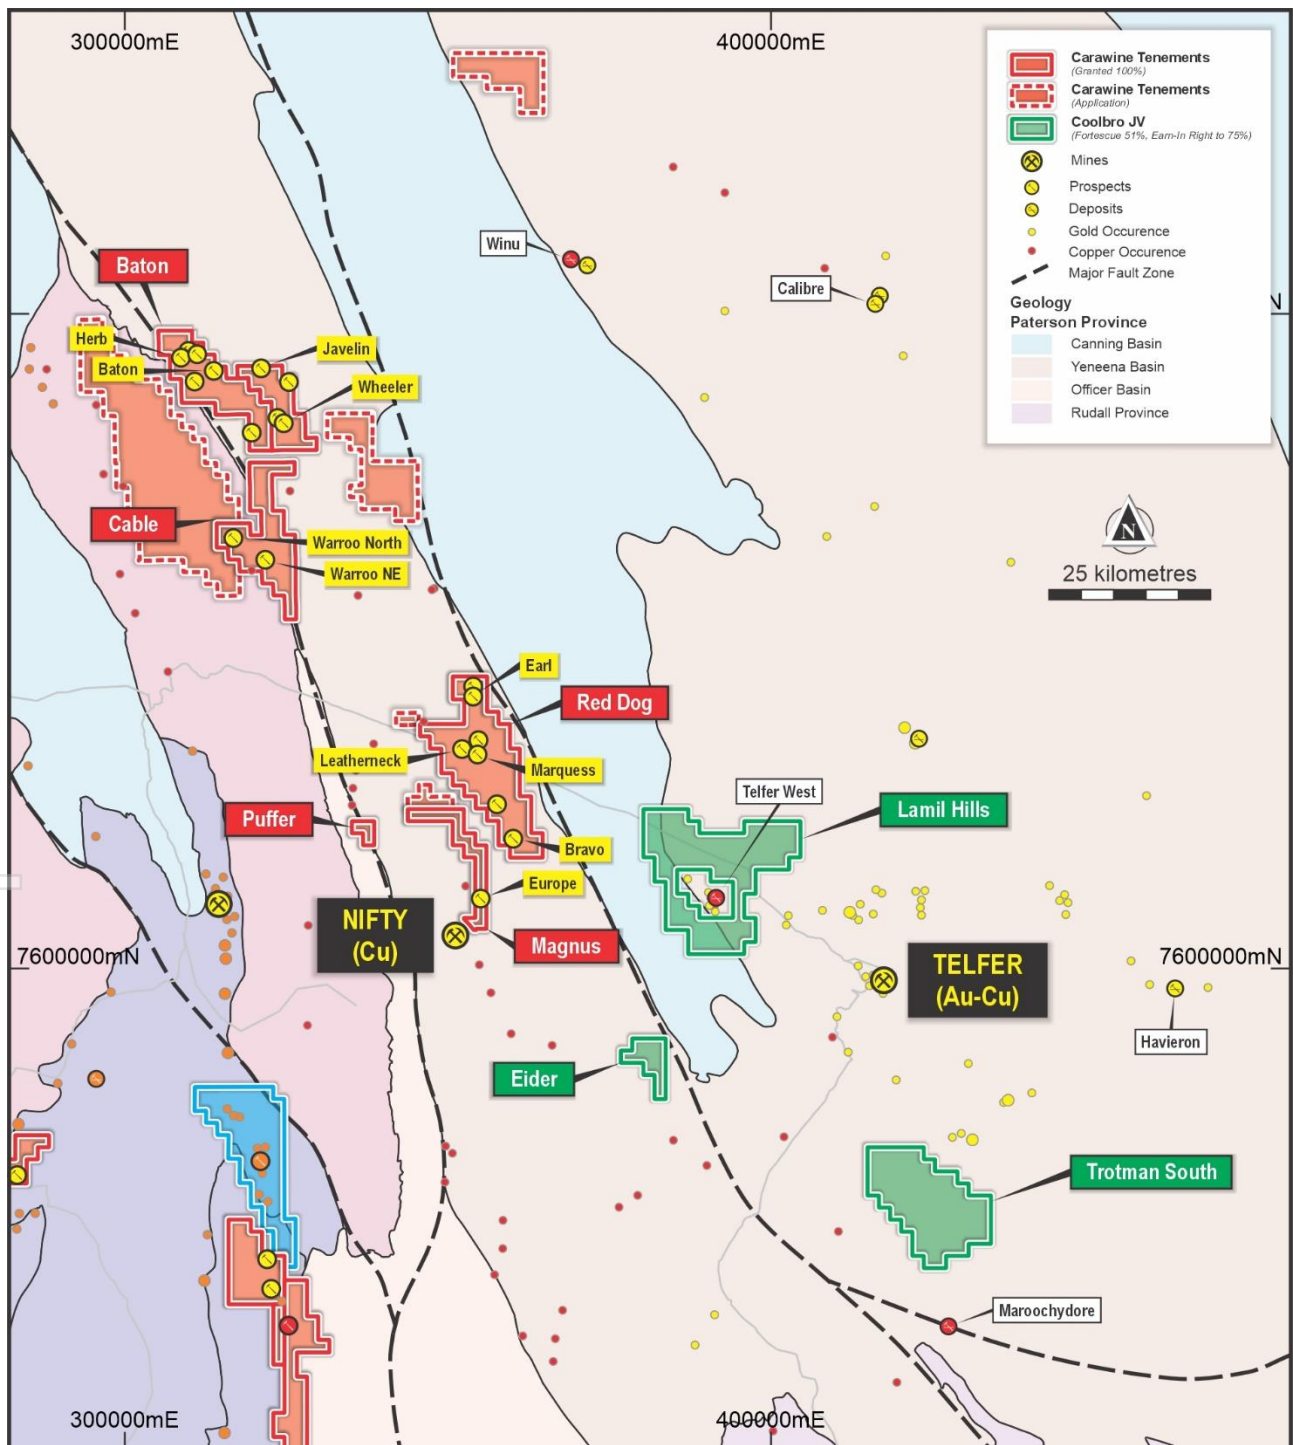 300000mE
400000mE
Carawine Tenements
(Granted 100%)
Carawine Tenements
(Application)
Coolbro JV
(Fortescue 51%, Earn-In Right to 75%)
Mines
Prospects
Deposits
Gold Occurence
Copper Occurence
Major Fault Zone
Geology
Paterson Province
Canning Basin
Yeneena Basin
Officer Basin
Rudall Province
N
Winu
Calibre
Baton
Herb
Baton
Javelin
Wheeler
Cable
Warroo North
Warroo NE
N
25 kilometres
Earl
Red Dog
Leatherneck
Marquess
Telfer West
Lamil Hills
Puffer
Bravo
Europe
NIFTY
(Cu)
Magnus
7600000mN
TELFER
(Au-Cu)
7600000mN
Havieron
Eider
Trotman South
Maroochydore
300000mE
400000mE